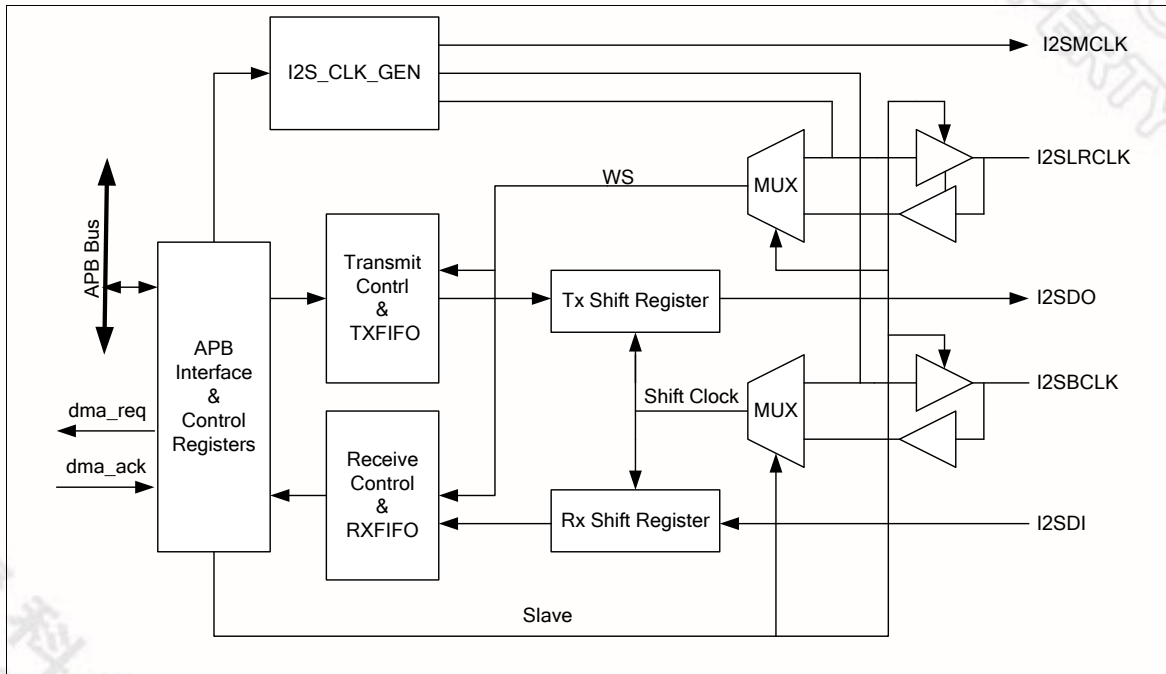 I2SMCLK
I2S_CLK_GEN
I2SLRCLK
WS
MUX
APB Bus
Transmit
Contrl
&
TXFIFO
Tx Shift Register
I2SDO
APB
Interface
&
Control
Registers
dma_req
dma_ack
Shift Clock
MUX
I2SBCLK
Receive
Control
&
RXFIFO
Rx Shift Register
I2SDI
Slave
科